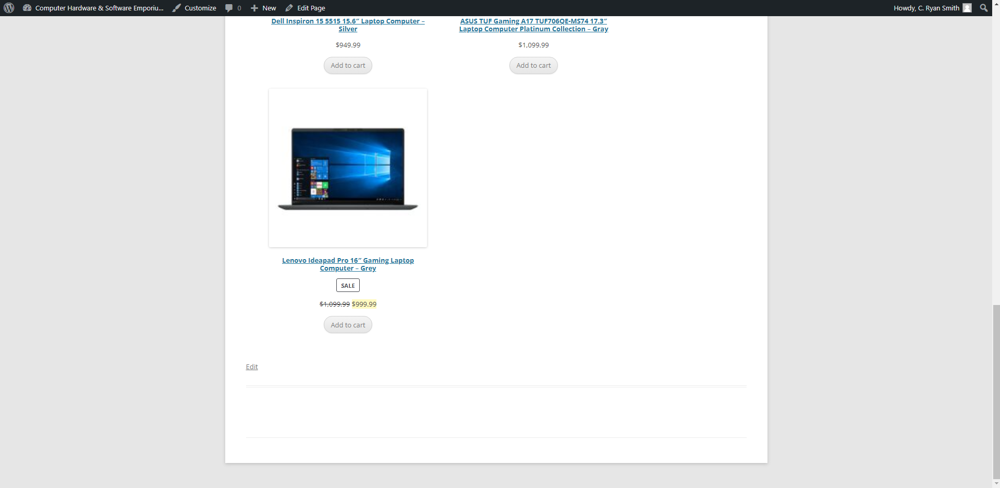 Computer Hardware & Software Emporiu... Customize 0 New Edit Page Howdy, C. Ryan Smith
Dell Inspiron 15 5515 15.6″ Laptop Computer –
Silver
$949.99
Add to cart
ASUS TUF Gaming A17 TUF706QE-MS74 17.3″
Laptop Computer Platinum Collection – Gray
$1,099.99
Add to cart
Lenovo Ideapad Pro 16″ Gaming Laptop
Computer – Grey
SALE
$1,099.99 $999.99
Add to cart
Edit